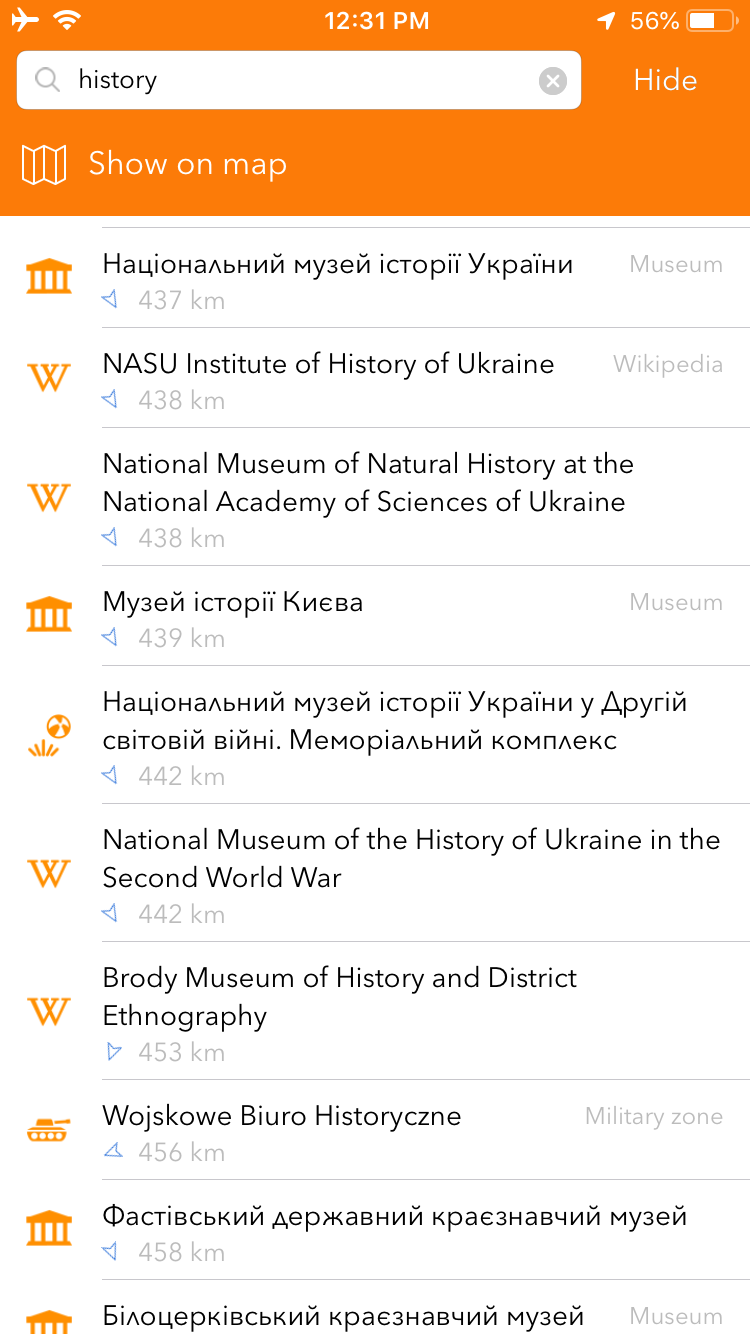 12:31 PM
56%
history
Hide
Show on map
Національний музей історії України
Museum
437 km
NASU Institute of History of Ukraine
Wikipedia
438 km
National Museum of Natural History at the
National Academy of Sciences of Ukraine
438 km
Музей історії Києва
Museum
439 km
Національний музей історії України у Другій
світовій війні. Меморіальний комплекс
442 km
National Museum of the History of Ukraine in the
Second World War
442 km
Brody Museum of History and District
Ethnography
453 km
Wojskowe Biuro Historyczne
Military zone
456 km
Фастівський державний краєзнавчий музей
458 km
Білоцерківський краєзнавчий музей
Museum